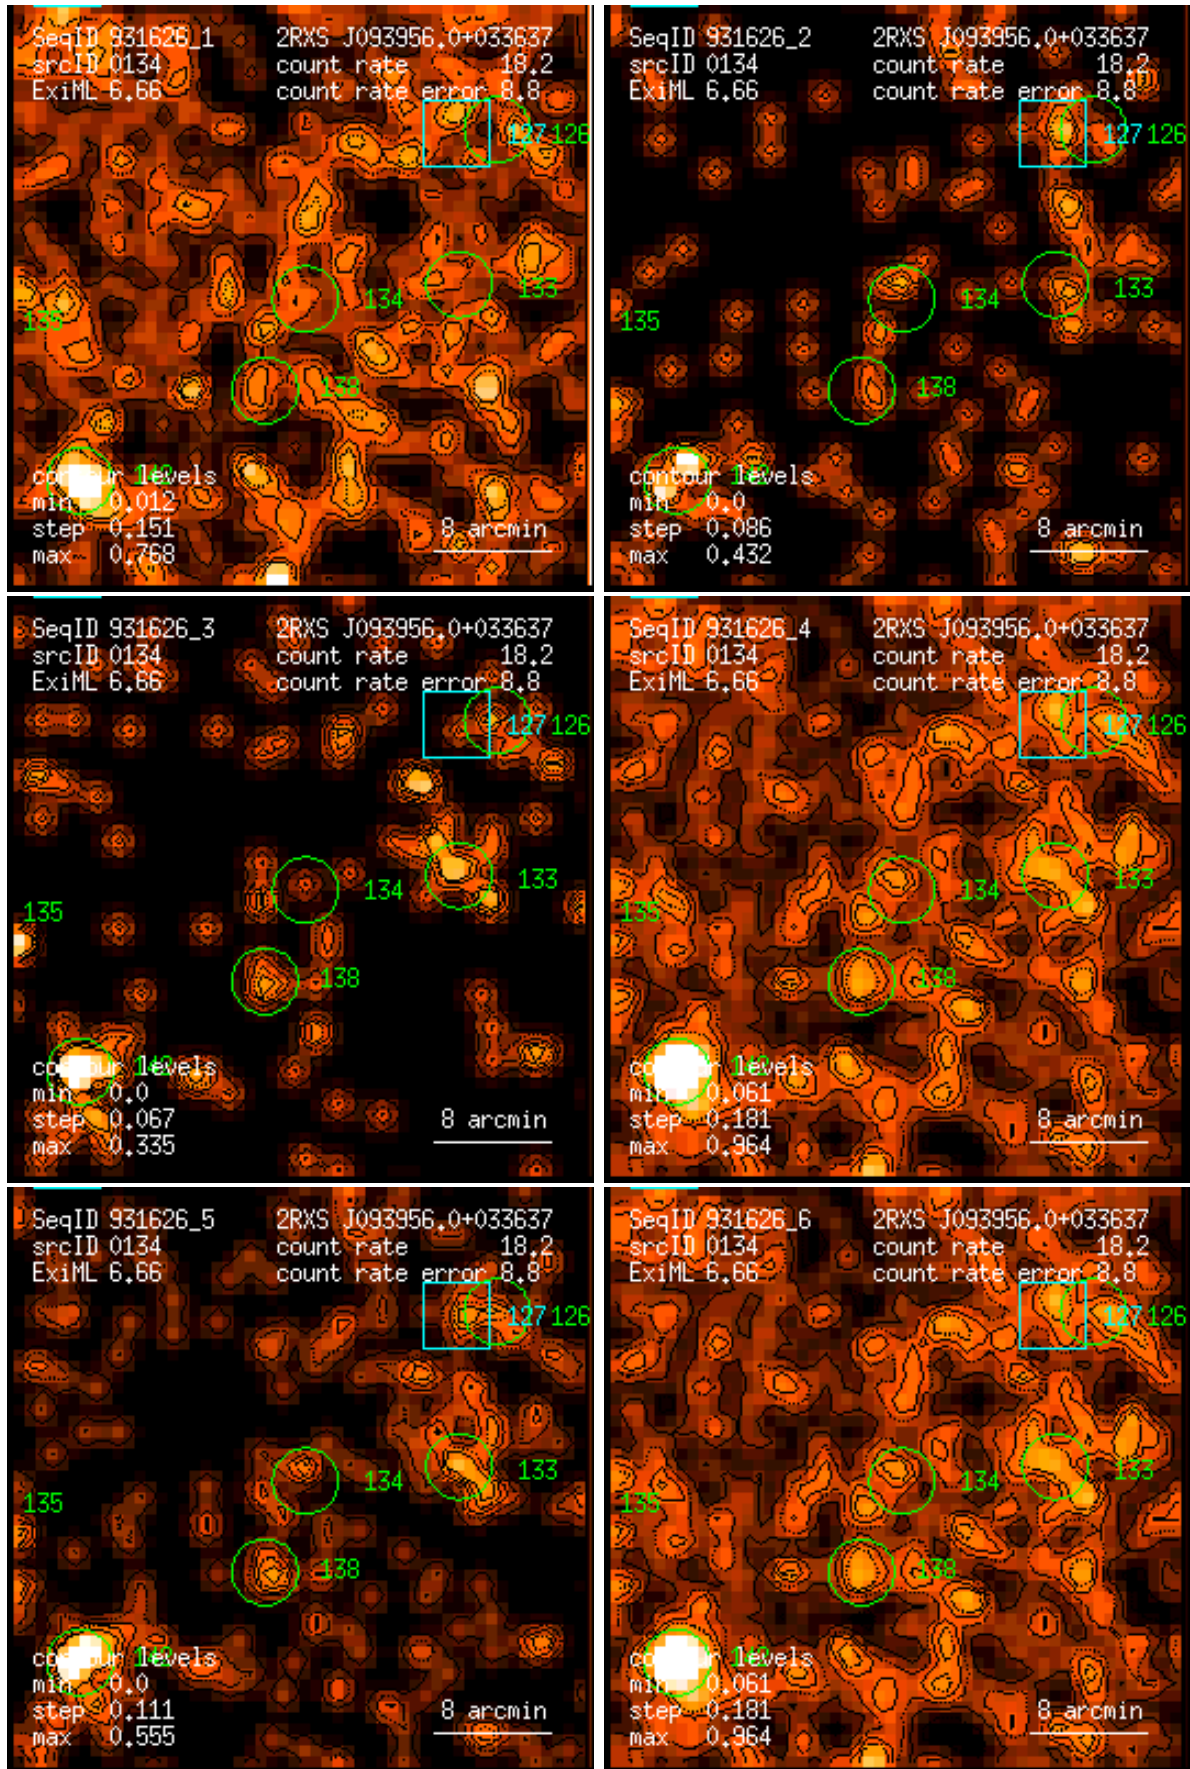 SeqID 931626_1 2RXS J093956.0+033637
srcID 0134 count rate 18.2
ExiML 6.66 count rate error 8.8
127 126
134 133
135
138
contour levels
min 0.012
step 0.151 8 arcmin
max 0.768
SeqID 931626_2 2RXS J093956.0+033637
srcID 0134 count rate 18.2
ExiML 6.66 count rate error 8.8
127 126
134 133
135
138
contour levels
min 0.0
step 0.086 8 arcmin
max 0.432
SeqID 931626_3 2RXS J093956.0+033637
srcID 0134 count rate 18.2
ExiML 6.66 count rate error 8.8
127 126
134 133
135
138
contour levels
min 0.0
step 0.067 8 arcmin
max 0.335
SeqID 931626_4 2RXS J093956.0+033637
srcID 0134 count rate 18.2
ExiML 6.66 count rate error 8.8
127 126
134 133
135
138
contour levels
min 0.061
step 0.181 8 arcmin
max 0.964
SeqID 931626_5 2RXS J093956.0+033637
srcID 0134 count rate 18.2
ExiML 6.66 count rate error 8.8
127 126
134 133
135
138
contour levels
min 0.0
step 0.111 8 arcmin
max 0.555
SeqID 931626_6 2RXS J093956.0+033637
srcID 0134 count rate 18.2
ExiML 6.66 count rate error 8.8
127 126
134 133
135
138
contour levels
min 0.061
step 0.181 8 arcmin
max 0.964